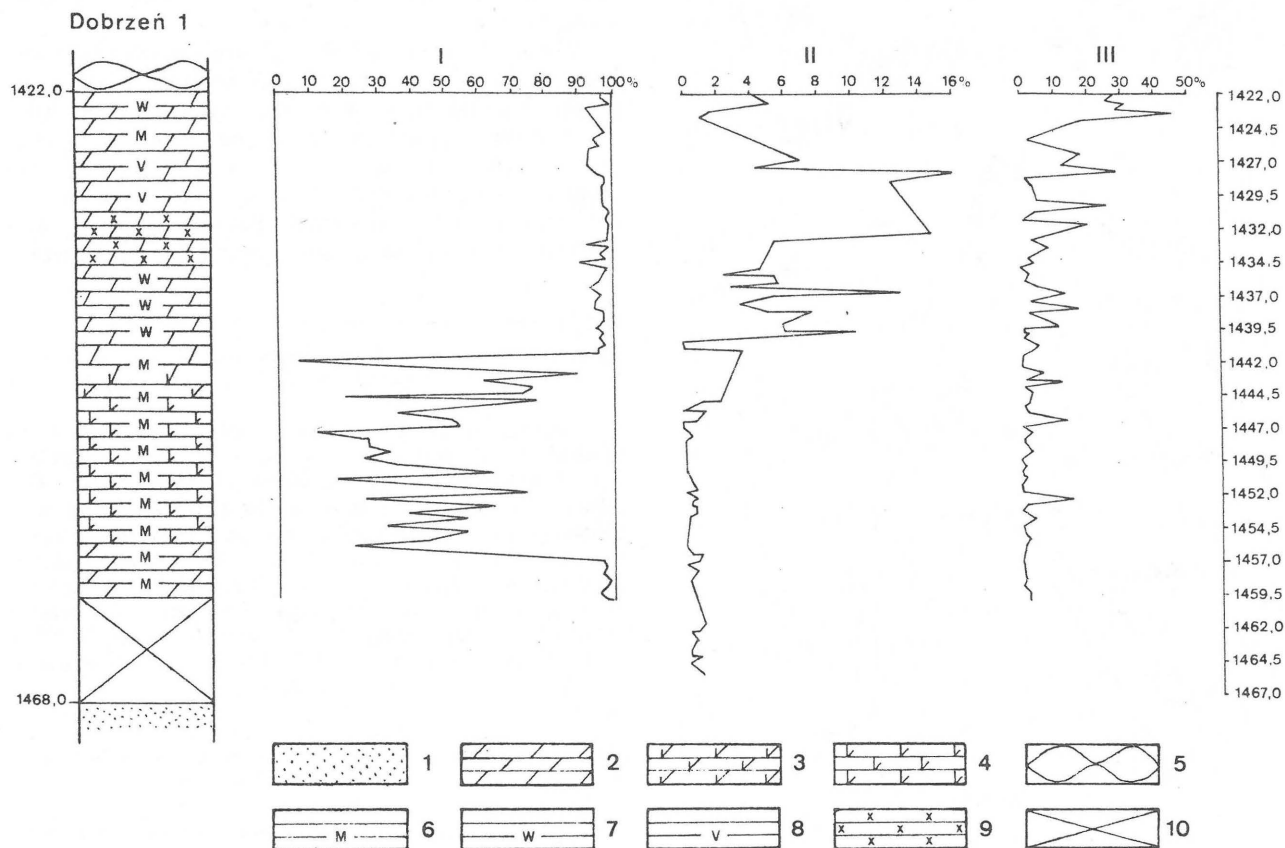 Dobrzeń 1
I II III
0 10 20 30 40 50 60 70 80 90 100%
0 2 4 6 8 10 12 14 16%
0 10 20 30 40 50%
1422,0
W
M
V
V
x x
x x x
x x
x x x
W
W
W
M
M
M
M
M
M
M
M
M
1468,0
1422,0
1424,5
1427,0
1429,5
1432,0
1434,5
1437,0
1439,5
1442,0
1444,5
1447,0
1449,5
1452,0
1454,5
1457,0
1459,5
1462,0
1464,5
1467,0
1 2 3 4 5
M 6 W 7 V 8 x x x x x x x 9 10